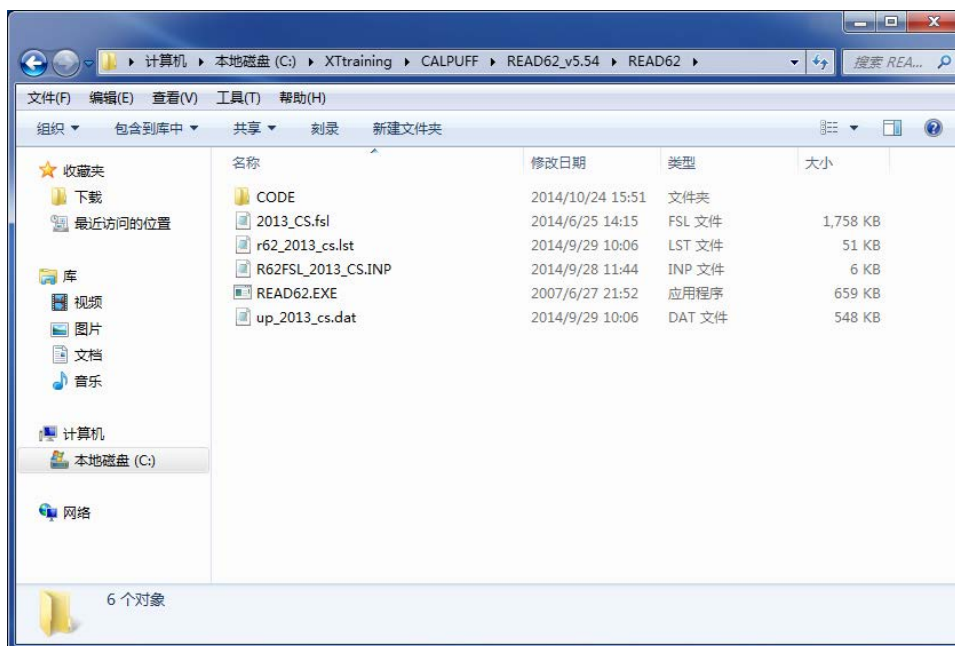 计算机 本地磁盘 (C:) XTtraining CALPUFF READ62_v5.54 READ62 搜索 REA...
文件(F) 编辑(E) 查看(V) 工具(T) 帮助(H)
组织 包含到库中 共享 刻录 新建文件夹
收藏夹
下载
最近访问的位置
库
视频
图片
文档
音乐
计算机
本地磁盘 (C:)
网络
名称 修改日期 类型 大小
CODE 2014/10/24 15:51 文件夹
2013_CS.fsl 2014/6/25 14:15 FSL 文件 1,758 KB
r62_2013_cs.lst 2014/9/29 10:06 LST 文件 51 KB
R62FSL_2013_CS.INP 2014/9/28 11:44 INP 文件 6 KB
READ62.EXE 2007/6/27 21:52 应用程序 659 KB
up_2013_cs.dat 2014/9/29 10:06 DAT 文件 548 KB
6 个对象